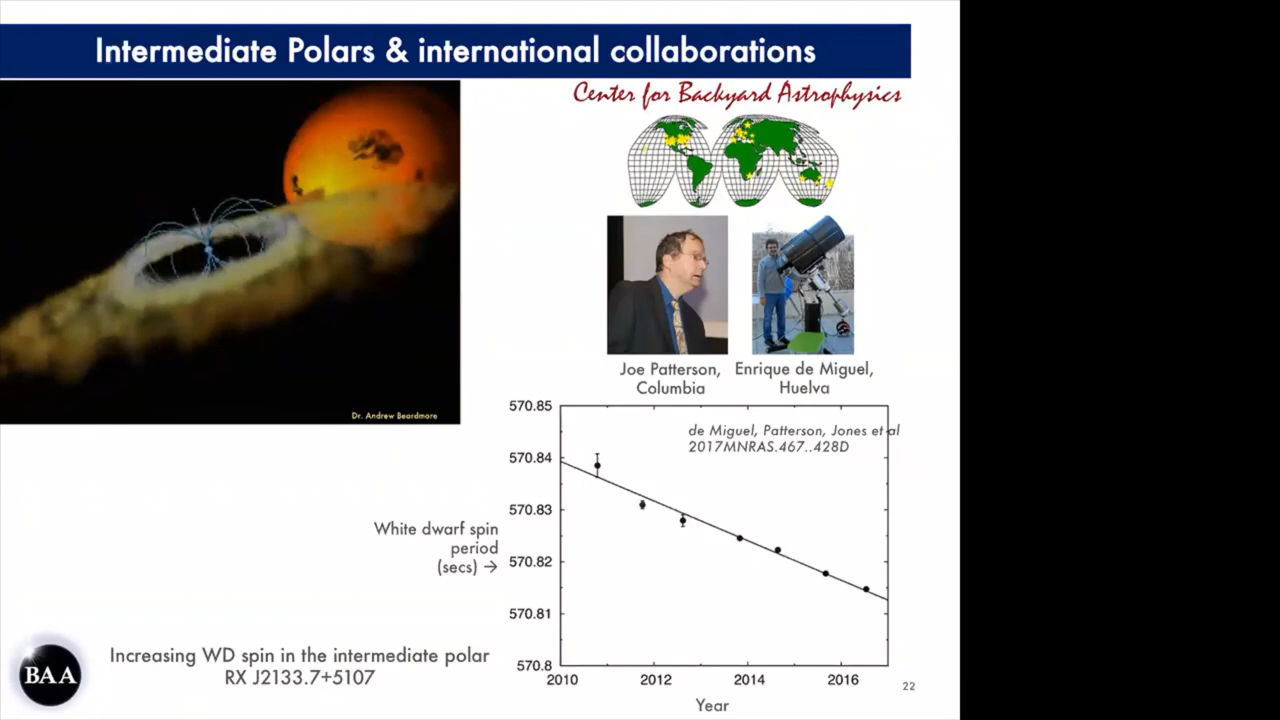 Intermediate Polars & international collaborations
Center for Backyard Astrophysics
Dr. Andrew Beardmore
Joe Patterson,
Columbia
Enrique de Miguel,
Huelva
de Miguel, Patterson, Jones et al
2017MNRAS.467..428D
570.85
570.84
570.83
570.82
570.81
570.8
White dwarf spin
period
(secs) →
2010
2012
2014
2016
Year
Increasing WD spin in the intermediate polar
RX J2133.7+5107
BAA
22